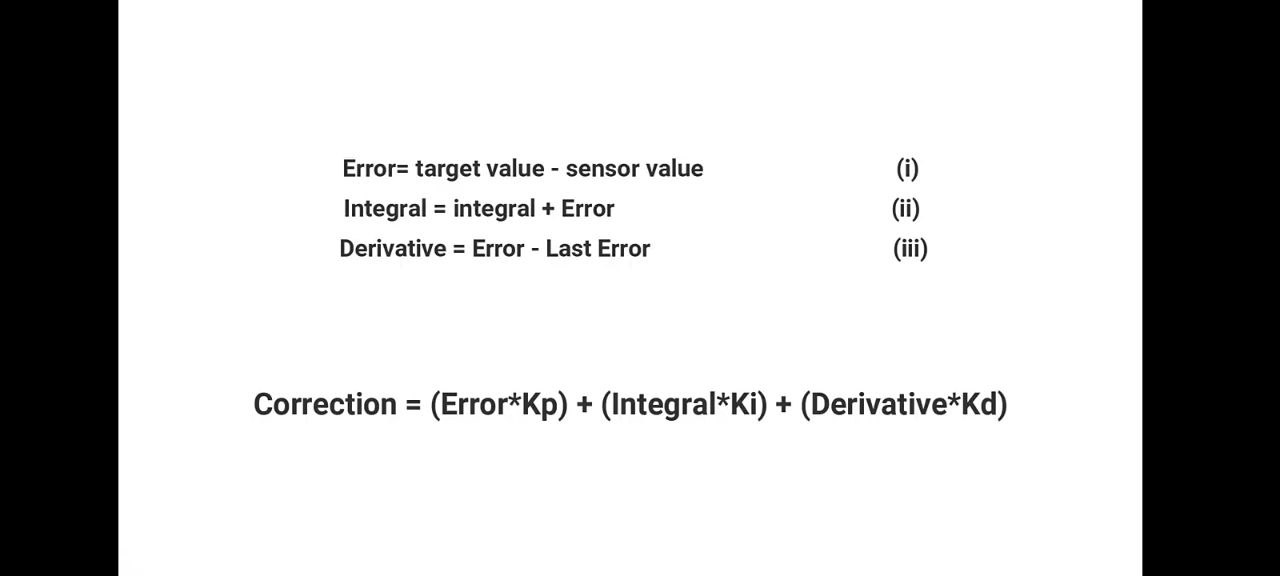 Error= target value - sensor value (i)
Integral = integral + Error (ii)
Derivative = Error - Last Error (iii)
Correction = (Error*Kp) + (Integral*Ki) + (Derivative*Kd)